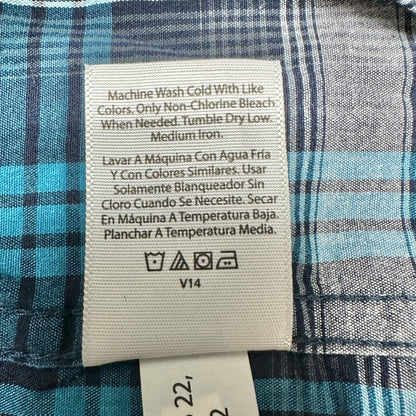 Machine Wash Cold With Like
Colors. Only Non-Chlorine Bleach
When Needed. Tumble Dry Low.
Medium Iron.
Lavar A Máquina Con Agua Fría
Y Con Colores Similares. Usar
Solamente Blanqueador Sin
Cloro Cuando Se Necesite. Secar
En Máquina A Temperatura Baja.
Planchar A Temperatura Media.
V14
22,